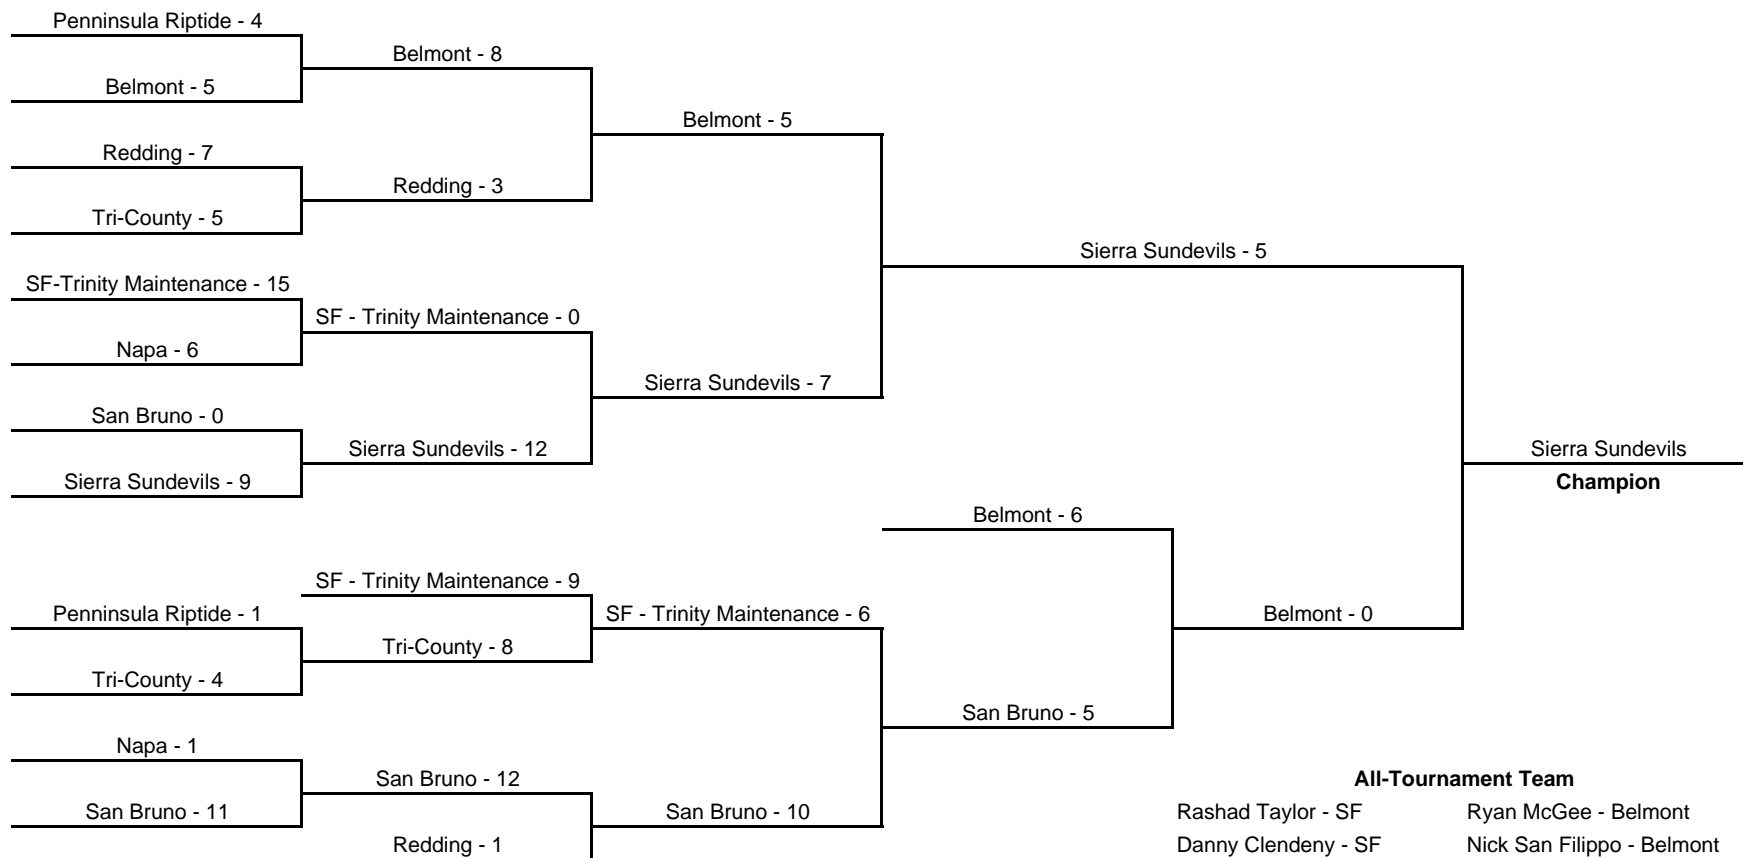 Penninsula Riptide - 4
Belmont - 8
Belmont - 5
Belmont - 5
Redding - 7
Redding - 3
Tri-County - 5
Sierra Sundevils - 5
SF-Trinity Maintenance - 15
SF - Trinity Maintenance - 0
Napa - 6
Sierra Sundevils - 7
San Bruno - 0
Sierra Sundevils - 12
Sierra Sundevils
Sierra Sundevils - 9
Champion
Belmont - 6
SF - Trinity Maintenance - 9
Penninsula Riptide - 1
SF - Trinity Maintenance - 6
Belmont - 0
Tri-County - 8
Tri-County - 4
San Bruno - 5
Napa - 1
San Bruno - 12
All-Tournament Team
San Bruno - 11
San Bruno - 10
Rashad Taylor - SF
Ryan McGee - Belmont
Redding - 1
Danny Clendeny - SF
Nick San Filippo - Belmont